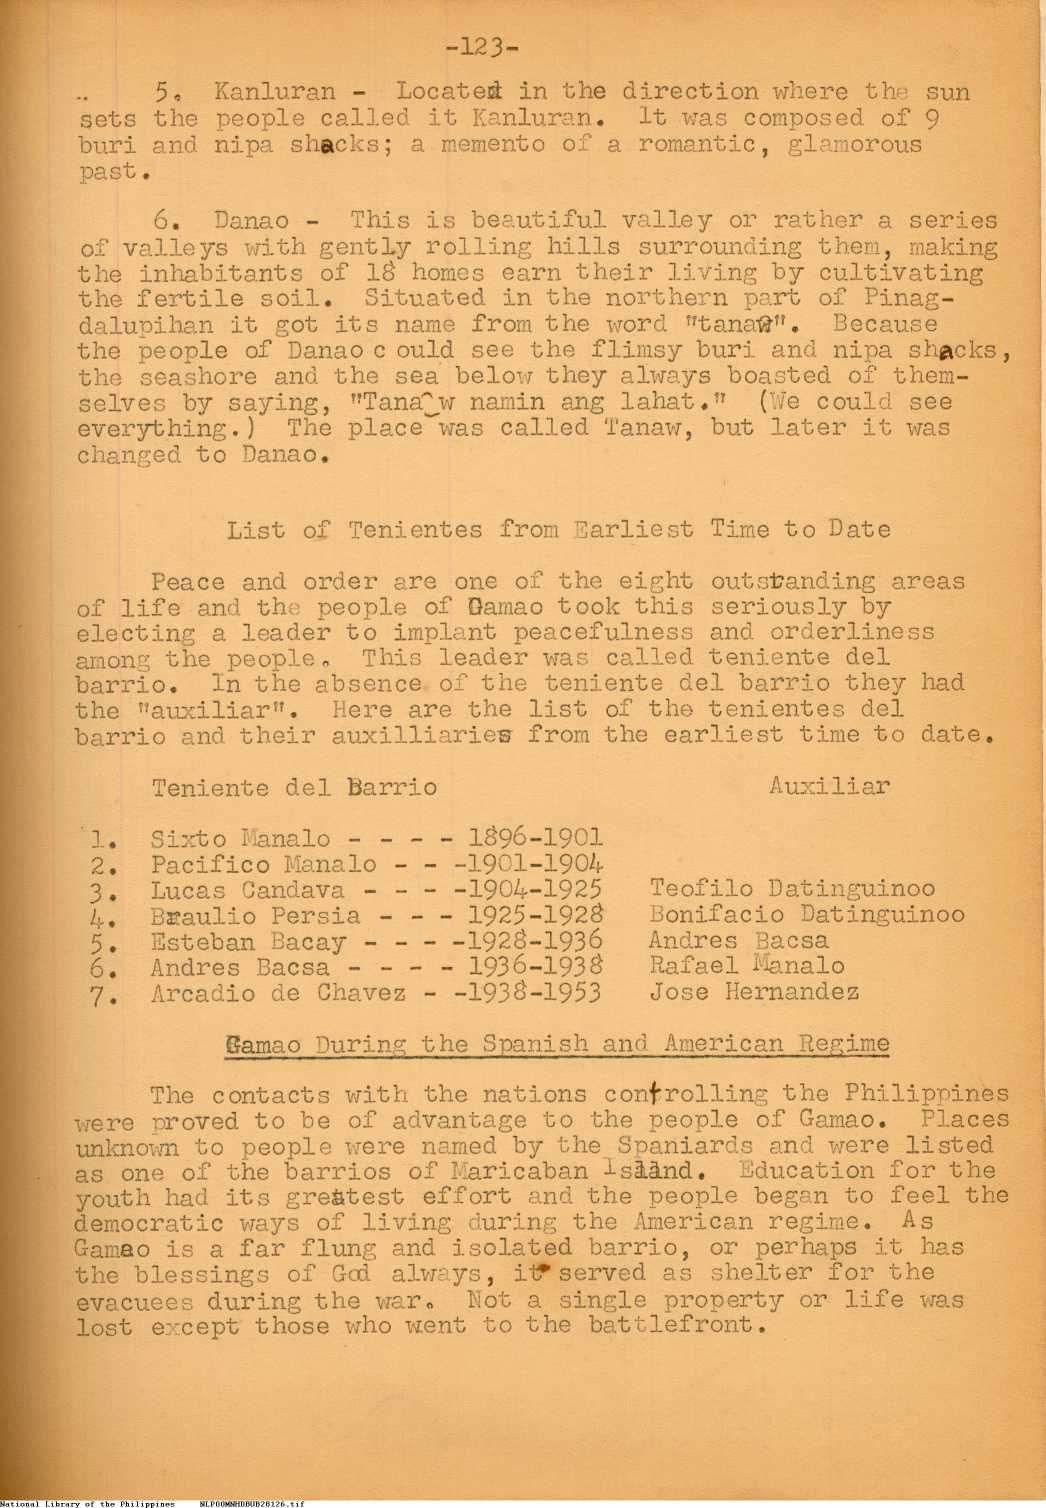 -123-
5. Kanluran - Located in the direction where the sun
sets the people called it Kanluran. It was composed of 9
buri and nipa shacks; a memento of a romantic, glamorous
past.
6. Danao - This is beautiful valley or rather a series
of valleys with gently rolling hills surrounding them, making
the inhabitants of 18 homes earn their living by cultivating
the fertile soil. Situated in the northern part of Pinag-
dalupihan it got its name from the word "tanaw". Because
the people of Danao c ould see the flimsy buri and nipa shacks,
the seashore and the sea below they always boasted of them-
selves by saying, "Tana w namin ang lahat." (We could see
everything.) The place was called Tanaw, but later it was
changed to Danao.
List of Tenientes from Earliest Time to Date
Peace and order are one of the eight outstanding areas
of life and the people of Gamao took this seriously by
electing a leader to implant peacefulness and orderliness
among the people. This leader was called teniente del
barrio. In the absence of the teniente del barrio they had
the "auxiliar". Here are the list of the tenientes del
barrio and their auxilliaries from the earliest time to date.
Teniente del Barrio Auxiliar
1. Sixto Manalo - - - - 1896-1901
2. Pacifico Manalo - - -1901-1904
3. Lucas Candava - - - -1904-1925 Teofilo Datinguinoo
4. Braulio Persia - - - 1925-1928 Bonifacio Datinguinoo
5. Esteban Bacay - - - -1928-1936 Andres Bacsa
6. Andres Bacsa - - - - 1936-1938 Rafael Manalo
7. Arcadio de Chavez - -1938-1953 Jose Hernandez
Gamao During the Spanish and American Regime
The contacts with the nations controlling the Philippines
were proved to be of advantage to the people of Gamao. Places
unknown to people were named by the Spaniards and were listed
as one of the barrios of Maricaban Island. Education for the
youth had its greatest effort and the people began to feel the
democratic ways of living during the American regime. As
Gamao is a far flung and isolated barrio, or perhaps it has
the blessings of God always, it served as shelter for the
evacuees during the war. Not a single property or life was
lost except those who went to the battlefront.
National Library of the Philippines NLP00MNHDBUB28126.tif